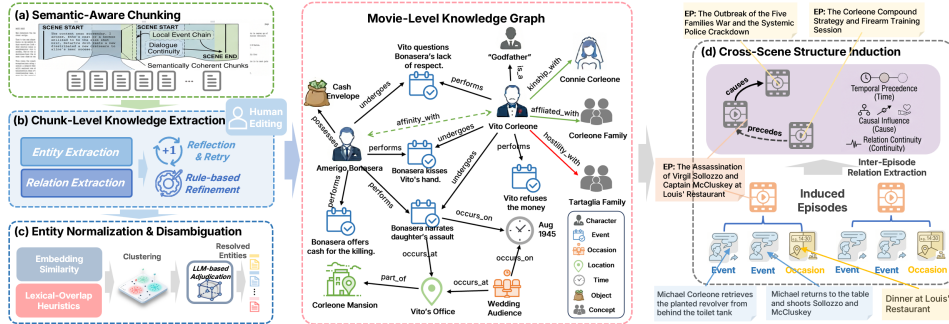 (a) Semantic-Aware Chunking
SCENE START
SCENE START
Local Event Chain
Dialogue
Continuity
SCENE END
Semantically Coherent Chunks
(b) Chunk-Level Knowledge Extraction
Human
Editing
Entity Extraction
Relation Extraction
+1
Reflection
& Retry
Rule-based
Refinement
(c) Entity Normalization & Disambiguation
Embedding
Similarity
Lexical-Overlap
Heuristics
Clustering
LLM-based
Adjudication
Resolved
Entities
Movie-Level Knowledge Graph
Vito questions
Bonasera's lack
of respect.
"Godfather"
is_a
kinship_with
Connie Corleone
Cash
Envelope
undergoes
performs
possesses
affinity_with
Vito Corleone
affiliated_with
Corleone Family
Amerigo Bonasera
performs
undergoes
Bonasera kisses
Vito's hand.
undergoes
performs
hostility_with
Tartaglia Family
performs
performs
Vito refuses
the money
Bonasera offers
cash for the killing.
Bonasera narrates
daughter's assault
occurs_on
Aug
1945
occurs_at
occurs_on
part_of
occurs_at
Corleone Mansion
Vito's Office
Wedding
Audience
Character
Event
Occasion
Location
Time
Object
Concept
EP: The Outbreak of the Five
Families War and the Systemic
Police Crackdown
EP: The Corleone Compound
Strategy and Firearm Training
Session
(d) Cross-Scene Structure Induction
causes
precedes
Temporal Precedence
(Time)
Causal Influence
(Cause)
Relation Continuity
(Continuity)
EP: The Assassination
of Virgil Sollozzo and
Captain McCluskey at
Louis' Restaurant
Inter-Episode
Relation Extraction
Induced
Episodes
Event
Event
Occasion
Event
Event
Occasion
Michael Corleone retrieves
the planted revolver from
behind the toilet tank
Michael returns to the table
and shoots Sollozzo and
McCluskey
Dinner at Louis'
Restaurant